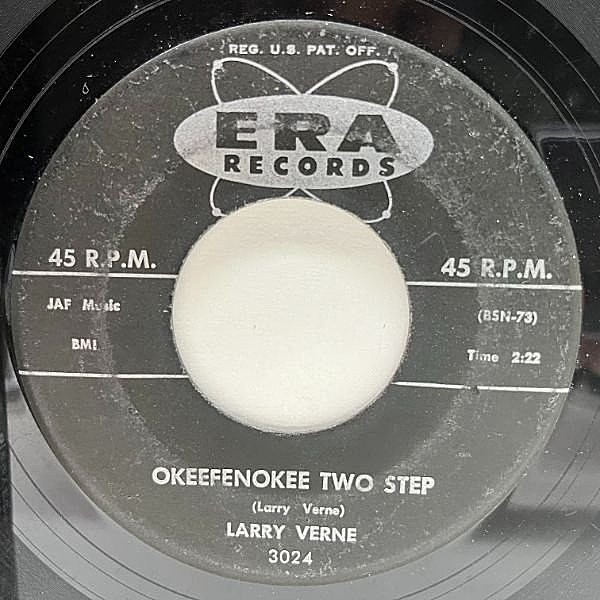 REG. U.S. PAT. OFF.
ERA
RECORDS
45 R.P.M.
45 R.P.M.
JAF Music
(BSN-73)
BMI
Time 2:22
OKEEFENOKEE TWO STEP
(Larry Verne)
LARRY VERNE
3024